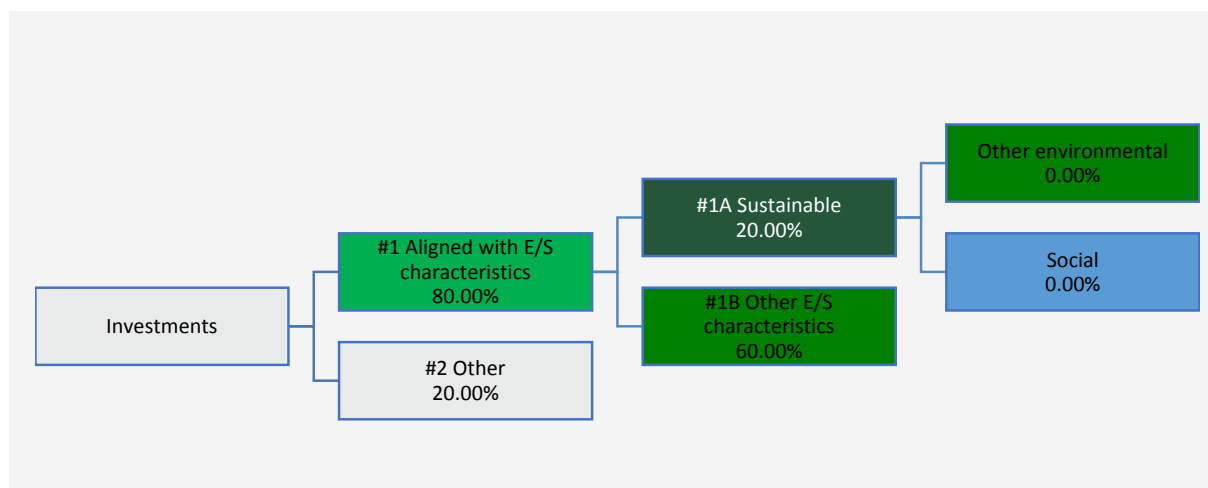 Investments
#1 Aligned with E/S
characteristics
80.00%
#2 Other
20.00%
#1A Sustainable
20.00%
#1B Other E/S
characteristics
60.00%
Other environmental
0.00%
Social
0.00%